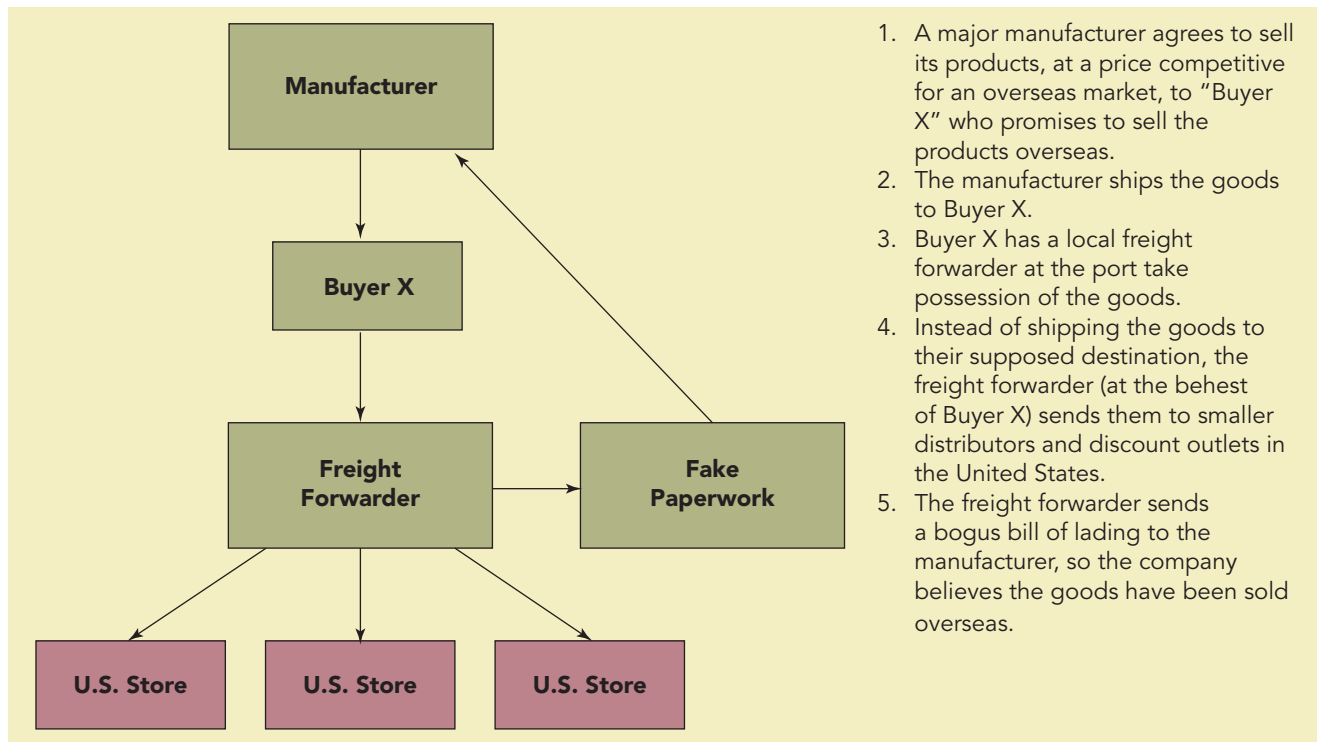 Manufacturer
Buyer X
Freight
Forwarder
Fake
Paperwork
U.S. Store
U.S. Store
U.S. Store
1. A major manufacturer agrees to sell
its products, at a price competitive
for an overseas market, to “Buyer
X” who promises to sell the
products overseas.
2. The manufacturer ships the goods
to Buyer X.
3. Buyer X has a local freight
forwarder at the port take
possession of the goods.
4. Instead of shipping the goods to
their supposed destination, the
freight forwarder (at the behest
of Buyer X) sends them to smaller
distributors and discount outlets in
the United States.
5. The freight forwarder sends
a bogus bill of lading to the
manufacturer, so the company
believes the goods have been sold
overseas.